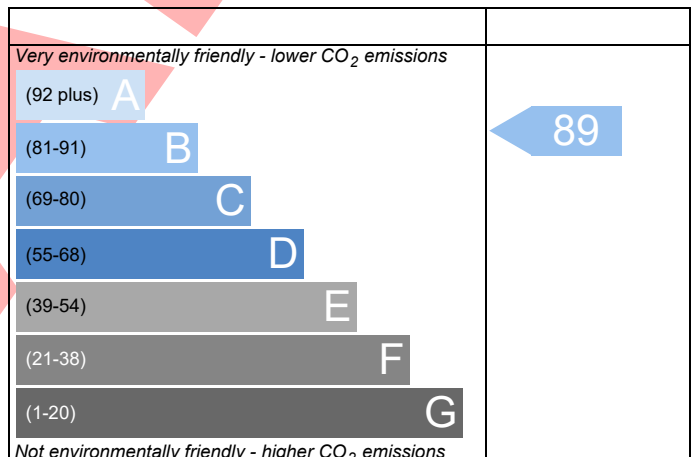 Very environmentally friendly - lower CO2 emissions
(92 plus) A
89
(81-91) B
(69-80) C
(55-68) D
(39-54) E
(21-38) F
(1-20) G
Not environmentally friendly - higher CO2 emissions